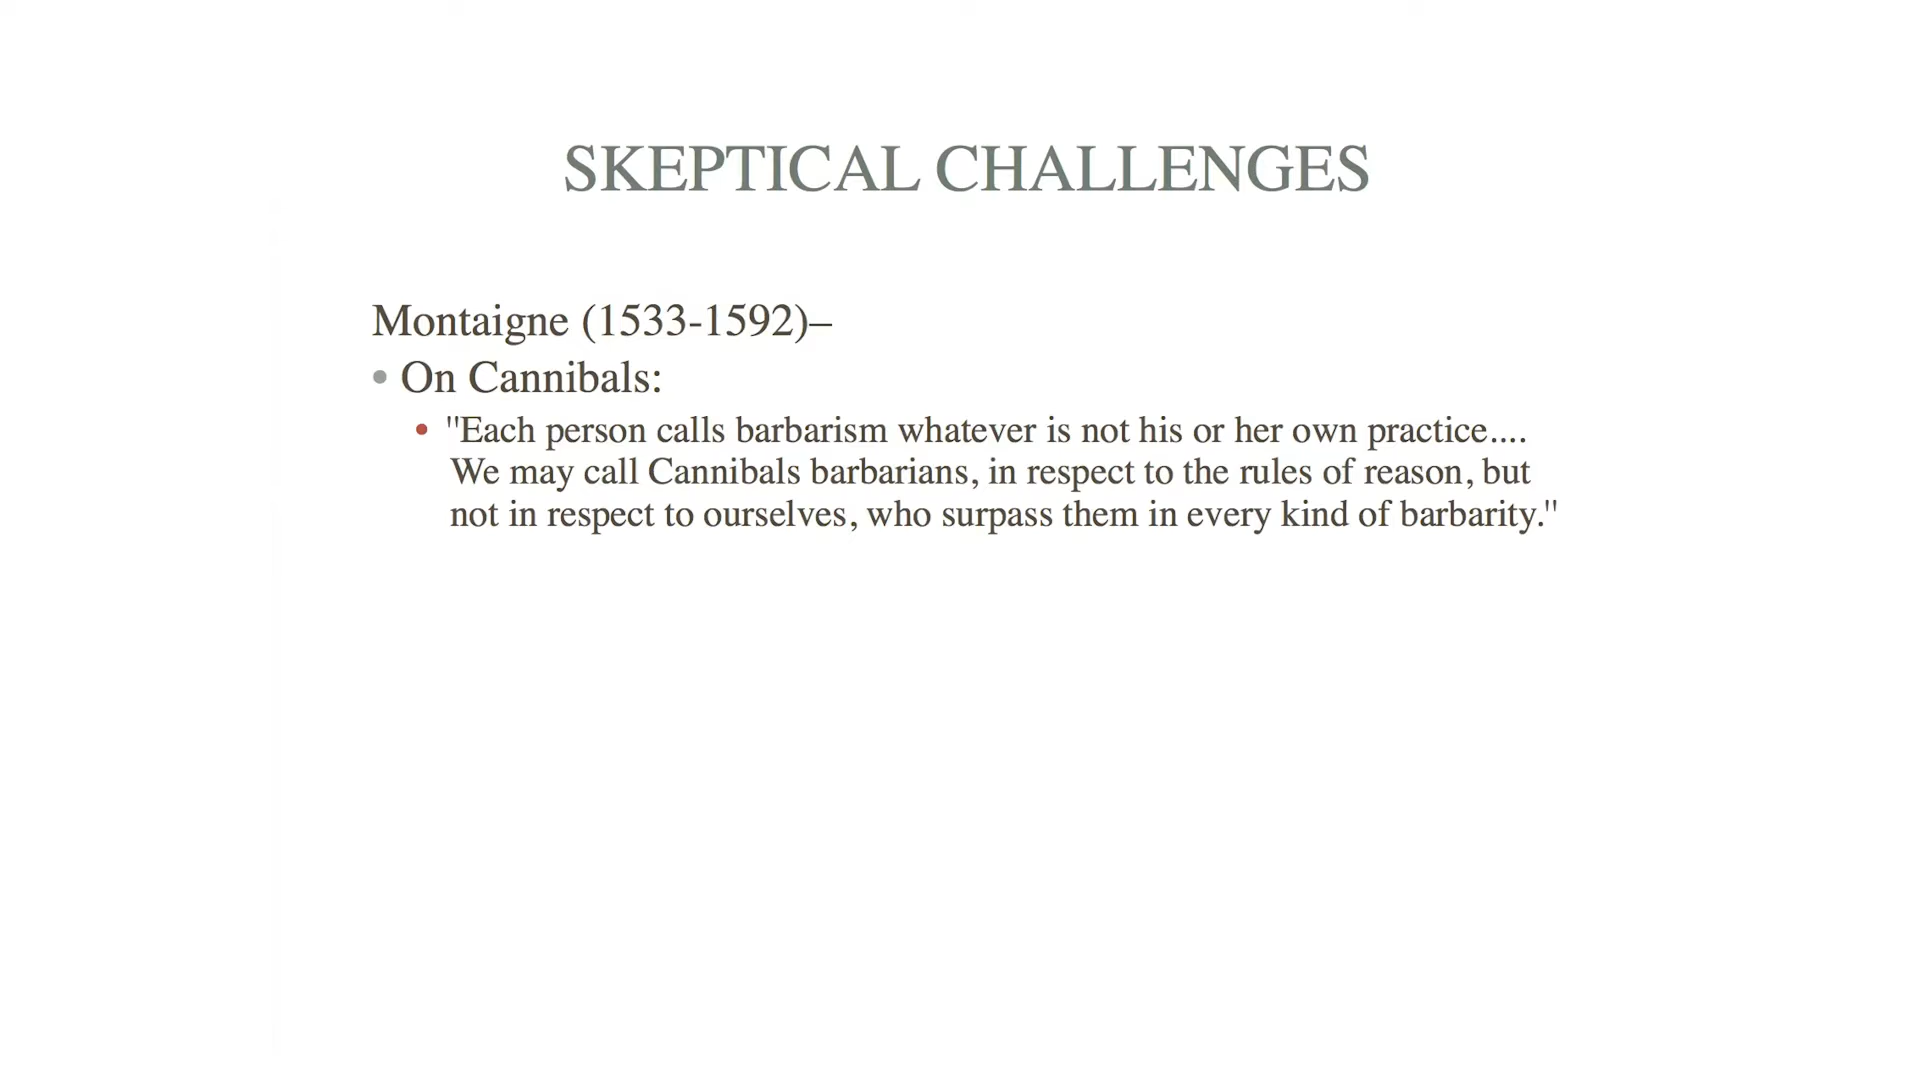 SKEPTICAL CHALLENGES
Montaigne (1533-1592)–
• On Cannibals:
• "Each person calls barbarism whatever is not his or her own practice....
We may call Cannibals barbarians, in respect to the rules of reason, but
not in respect to ourselves, who surpass them in every kind of barbarity."